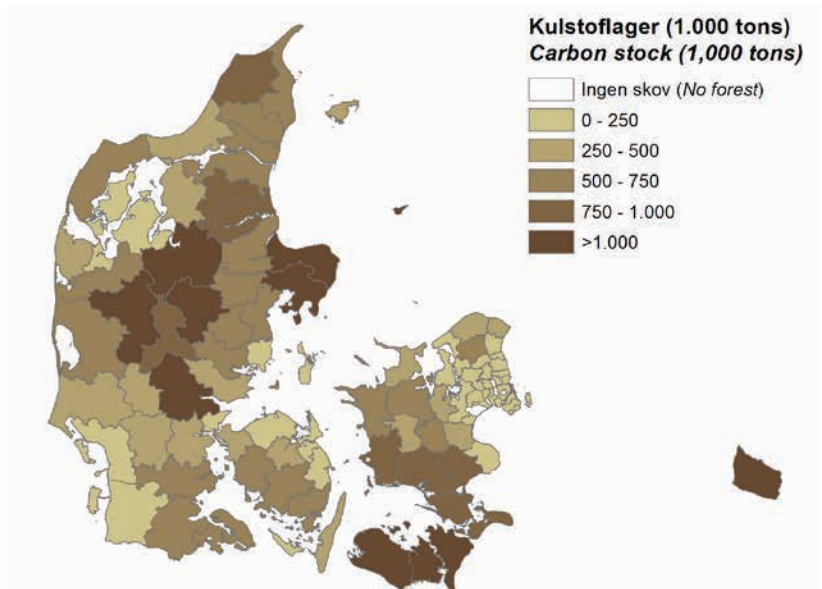 Kulstoflager (1.000 tons)
Carbon stock (1,000 tons)
Ingen skov (No forest)
0 - 250
250 - 500
500 - 750
750 - 1.000
>1.000